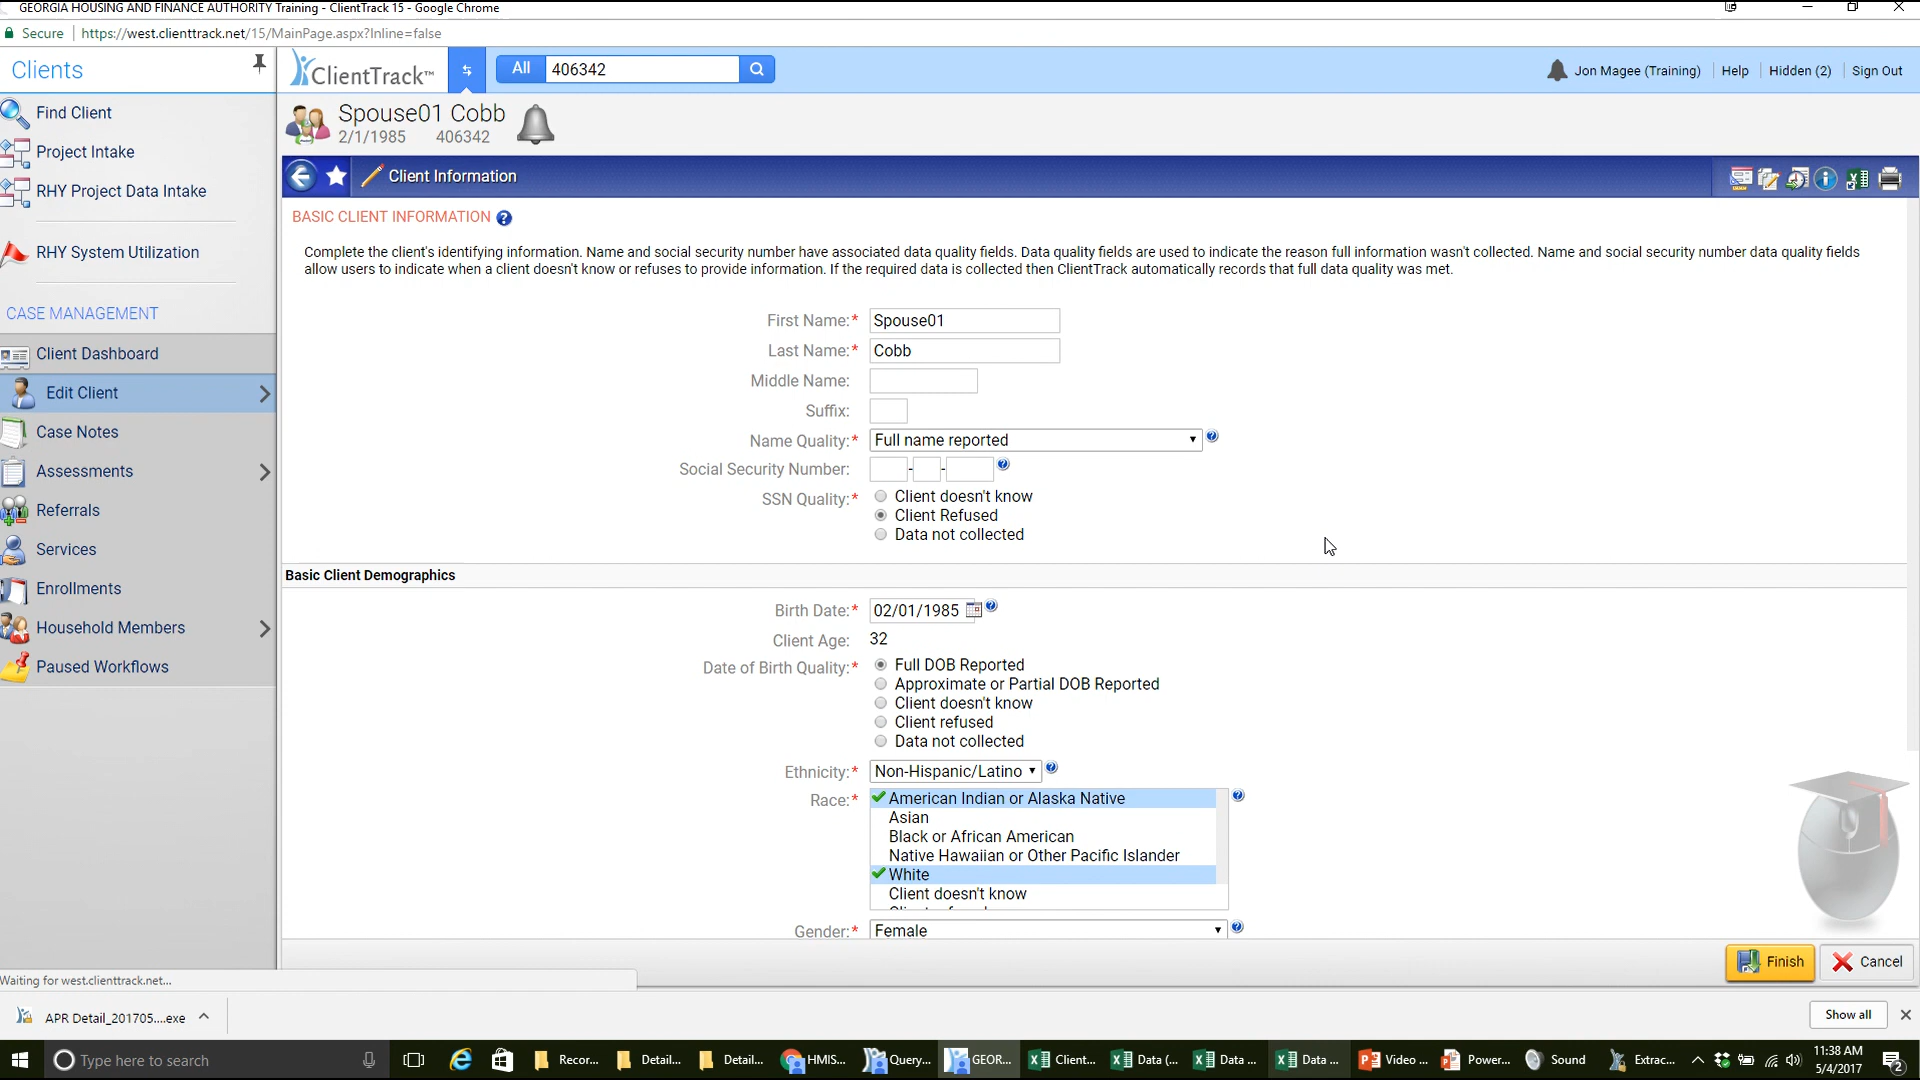 GEORGIA HOUSING AND FINANCE AUTHORITY Training - ClientTrack 15 - Google Chrome
Secure https://west.clienttrack.net/15/MainPage.aspx?Inline=false
Clients
ClientTrack™
All 406342
Jon Magee (Training) Help Hidden (2) Sign Out
Find Client
Project Intake
RHY Project Data Intake
RHY System Utilization
CASE MANAGEMENT
Client Dashboard
Edit Client
Case Notes
Assessments
Referrals
Services
Enrollments
Household Members
Paused Workflows
Spouse01 Cobb
2/1/1985 406342
Client Information
BASIC CLIENT INFORMATION
Complete the client's identifying information. Name and social security number have associated data quality fields. Data quality fields are used to indicate the reason full information wasn't collected. Name and social security number data quality fields
allow users to indicate when a client doesn't know or refuses to provide information. If the required data is collected then ClientTrack automatically records that full data quality was met.
First Name:* Spouse01
Last Name:* Cobb
Middle Name:
Suffix:
Name Quality:* Full name reported
Social Security Number: - -
SSN Quality:* Client doesn't know
Client Refused
Data not collected
Basic Client Demographics
Birth Date:* 02/01/1985
Client Age: 32
Date of Birth Quality:* Full DOB Reported
Approximate or Partial DOB Reported
Client doesn't know
Client refused
Data not collected
Ethnicity:* Non-Hispanic/Latino
Race:* American Indian or Alaska Native
Asian
Black or African American
Native Hawaiian or Other Pacific Islander
White
Client doesn't know
Gender:* Female
Finish Cancel
Waiting for west.clienttrack.net...
APR Detail_201705....exe
Show all
Type here to search
Recor... Detail... Detail... HMIS... Query... GEOR... Client... Data (... Data ... Data ... Video ... Power... Sound Extrac...
11:38 AM
5/4/2017
2